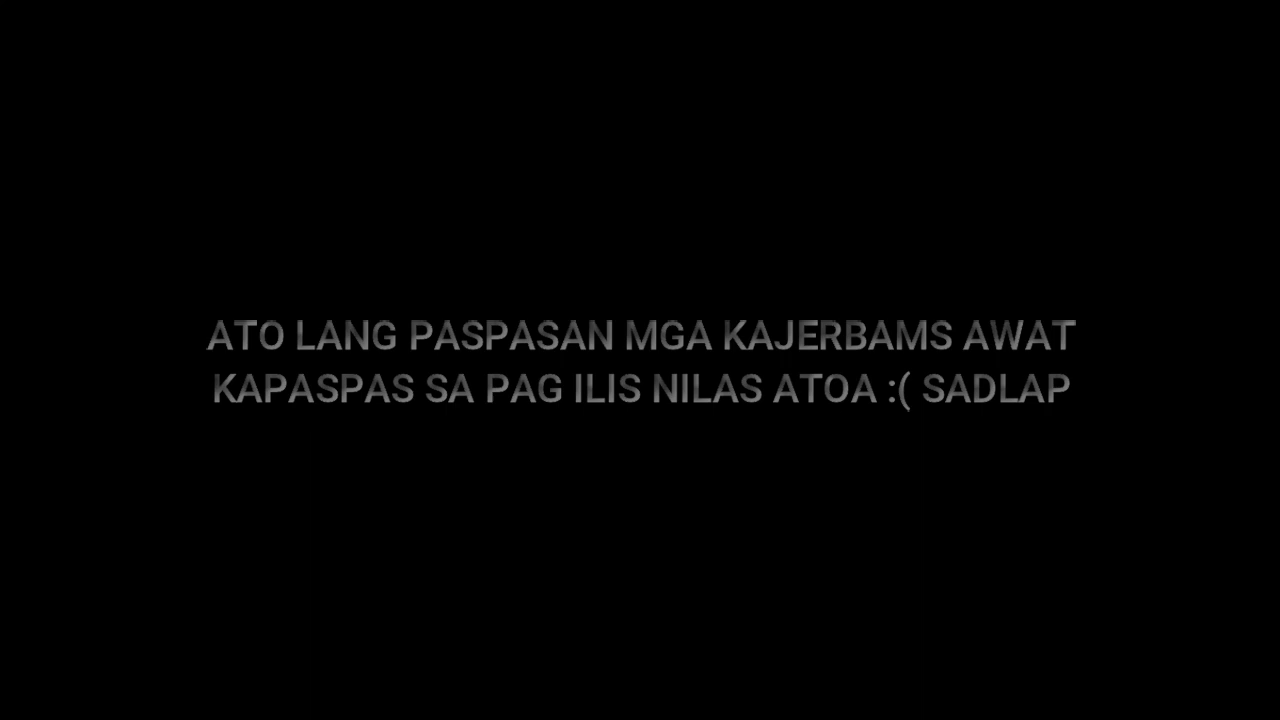 ATO LANG PASPASAN MGA KAJERBAMS AWAT
KAPASPAS SA PAG ILIS NILAS ATOA :( SADLAP